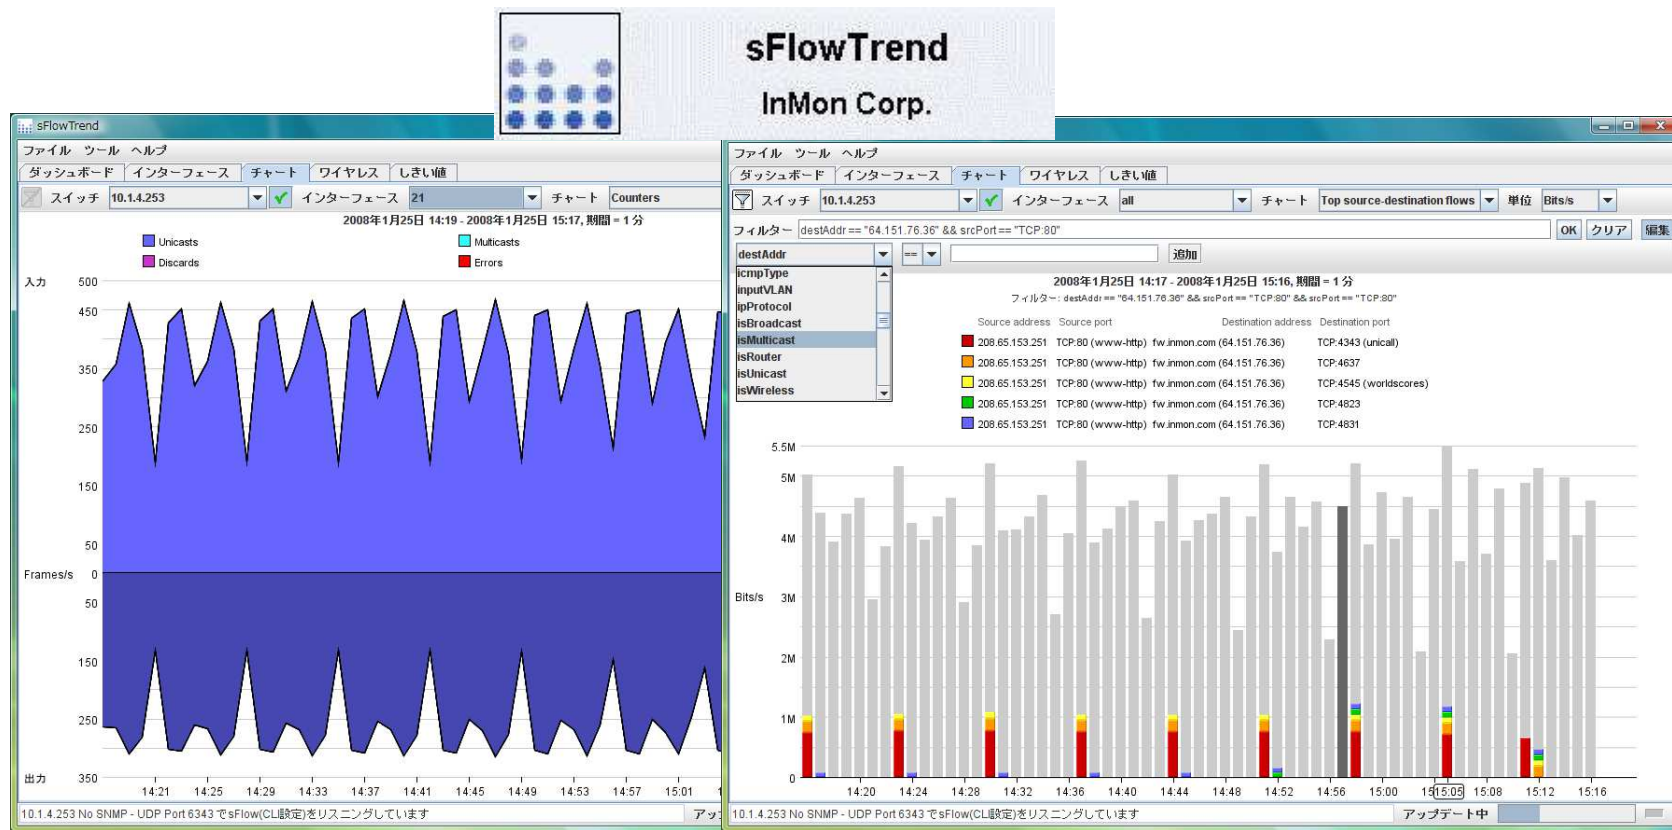 sFlowTrend
InMon Corp.
sFlowTrend
ファイル ツール ヘルプ
ダッシュボード インターフェース チャート ワイヤレス しきい値
スイッチ 10.1.4.253 インターフェース 21 チャート Counters
2008年1月25日 14:19 - 2008年1月25日 15:17, 期間 = 1 分
Unicasts Multicasts
Discards Errors
入力 500
450
350
250
150
50
Frames/s 0
50
150
250
出力 350
14:21 14:25 14:29 14:33 14:37 14:41 14:45 14:49 14:53 14:57 15:01 1
10.1.4.253 No SNMP - UDP Port 6343 でsFlow(CLI設定)をリスニングしています アッ
ファイル ツール ヘルプ
ダッシュボード インターフェース チャート ワイヤレス しきい値
スイッチ 10.1.4.253 インターフェース all チャート Top source-destination flows 単位 Bits/s
フィルター destAddr == "64.151.76.36" && srcPort == "TCP:80" OK クリア 編集
destAddr == 追加
icmpType
inputVLAN
ipProtocol
isBroadcast
isMulticast
isRouter
isUnicast
isWireless
2008年1月25日 14:17 - 2008年1月25日 15:16, 期間 = 1 分
フィルター: destAddr == "64.151.76.36" && srcPort == "TCP:80" && srcPort == "TCP:80"
Source address Source port Destination address Destination port
208.65.153.251 TCP:80 (www-http) fw.inmon.com (64.151.76.36) TCP:4343 (unicall)
208.65.153.251 TCP:80 (www-http) fw.inmon.com (64.151.76.36) TCP:4637
208.65.153.251 TCP:80 (www-http) fw.inmon.com (64.151.76.36) TCP:4545 (worldscores)
208.65.153.251 TCP:80 (www-http) fw.inmon.com (64.151.76.36) TCP:4823
208.65.153.251 TCP:80 (www-http) fw.inmon.com (64.151.76.36) TCP:4831
5.5M
5M
4M
Bits/s 3M
2M
1M
0
14:20 14:24 14:28 14:32 14:36 14:40 14:44 14:48 14:52 14:56 15:00 15 15:05 15:08 15:12 15:16
10.1.4.253 No SNMP - UDP Port 6343 でsFlow(CLI設定)をリスニングしています アップデート中